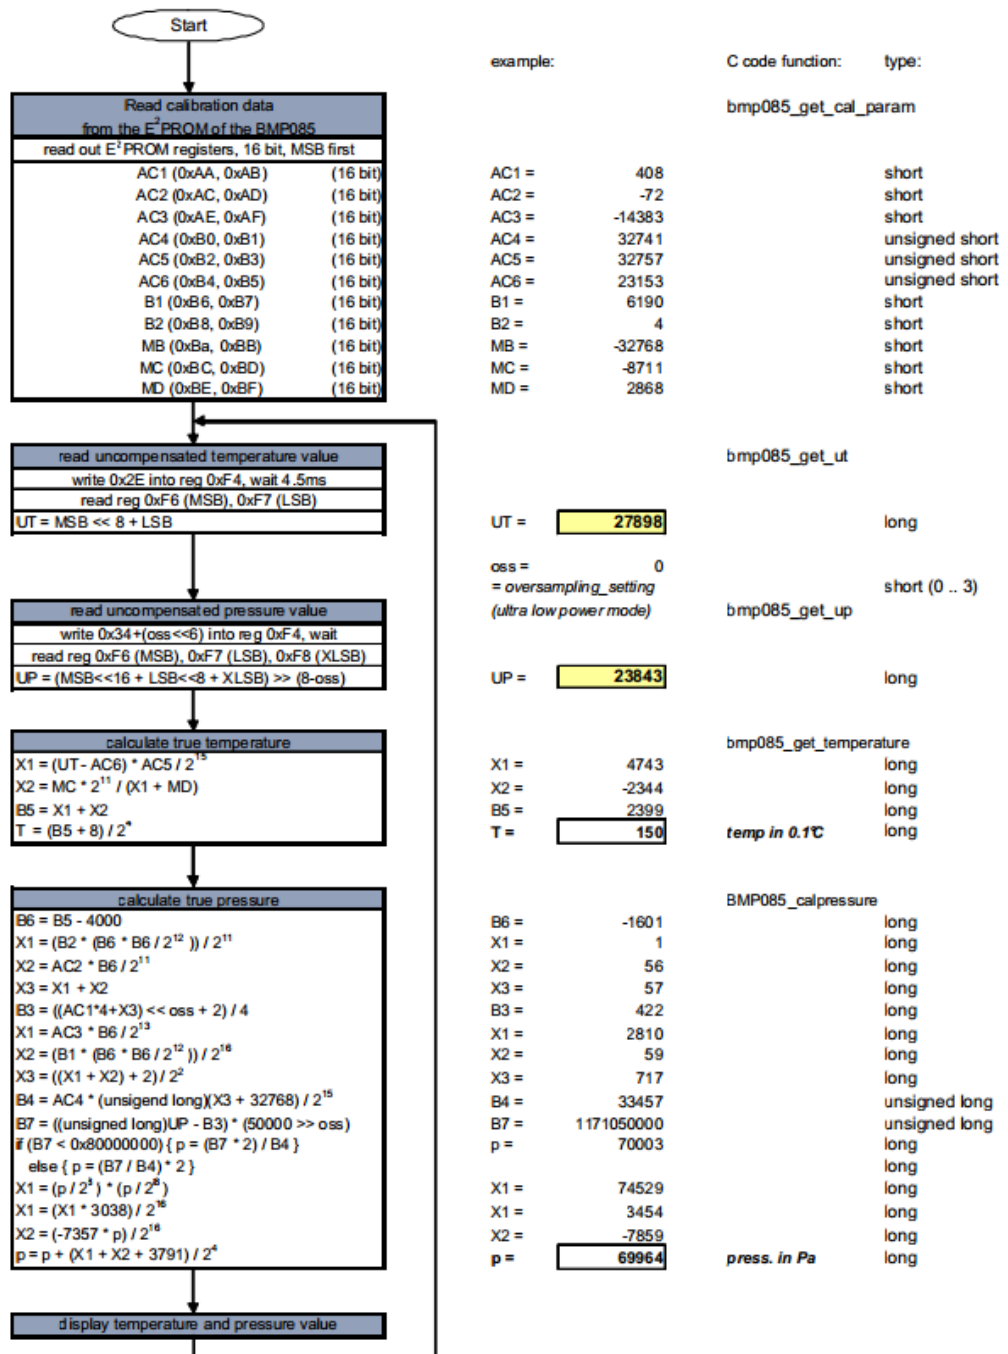 Start
example: C code function: type:
Read calibration data
from the E²PROM of the BMP085
bmp085_get_cal_param
read out E²PROM registers, 16 bit, MSB first
AC1 (0xAA, 0xAB) (16 bit) AC1 = 408 short
AC2 (0xAC, 0xAD) (16 bit) AC2 = -72 short
AC3 (0xAE, 0xAF) (16 bit) AC3 = -14383 short
AC4 (0xB0, 0xB1) (16 bit) AC4 = 32741 unsigned short
AC5 (0xB2, 0xB3) (16 bit) AC5 = 32757 unsigned short
AC6 (0xB4, 0xB5) (16 bit) AC6 = 23153 unsigned short
B1 (0xB6, 0xB7) (16 bit) B1 = 6190 short
B2 (0xB8, 0xB9) (16 bit) B2 = 4 short
MB (0xBa, 0xBB) (16 bit) MB = -32768 short
MC (0xBC, 0xBD) (16 bit) MC = -8711 short
MD (0xBE, 0xBF) (16 bit) MD = 2868 short
read uncompensated temperature value bmp085_get_ut
write 0x2E into reg 0xF4, wait 4.5ms
read reg 0xF6 (MSB), 0xF7 (LSB)
UT = MSB << 8 + LSB UT = 27898 long
oss = 0
= oversampling_setting short (0 .. 3)
read uncompensated pressure value (ultra low power mode) bmp085_get_up
write 0x34+(oss<<6) into reg 0xF4, wait
read reg 0xF6 (MSB), 0xF7 (LSB), 0xF8 (XLSB)
UP = (MSB<<16 + LSB<<8 + XLSB) >> (8-oss) UP = 23843 long
calculate true temperature bmp085_get_temperature
X1 = (UT - AC6) * AC5 / 2¹⁵ X1 = 4743 long
X2 = MC * 2¹¹ / (X1 + MD) X2 = -2344 long
B5 = X1 + X2 B5 = 2399 long
T = (B5 + 8) / 2⁴ T = 150 temp in 0.1°C long
calculate true pressure BMP085_calpressure
B6 = B5 - 4000 B6 = -1601 long
X1 = (B2 * (B6 * B6 / 2¹² )) / 2¹¹ X1 = 1 long
X2 = AC2 * B6 / 2¹¹ X2 = 56 long
X3 = X1 + X2 X3 = 57 long
B3 = ((AC1*4+X3) << oss + 2) / 4 B3 = 422 long
X1 = AC3 * B6 / 2¹³ X1 = 2810 long
X2 = (B1 * (B6 * B6 / 2¹² )) / 2¹⁶ X2 = 59 long
X3 = ((X1 + X2) + 2) / 2² X3 = 717 long
B4 = AC4 * (unsigend long)(X3 + 32768) / 2¹⁵ B4 = 33457 unsigned long
B7 = ((unsigned long)UP - B3) * (50000 >> oss) B7 = 1171050000 unsigned long
if (B7 < 0x80000000) { p = (B7 * 2) / B4 } p = 70003 long
else { p = (B7 / B4) * 2 } long
X1 = (p / 2⁸ ) * (p / 2⁸ ) X1 = 74529 long
X1 = (X1 * 3038) / 2¹⁶ X1 = 3454 long
X2 = (-7357 * p) / 2¹⁶ X2 = -7859 long
p = p + (X1 + X2 + 3791) / 2⁴ p = 69964 press. in Pa long
display temperature and pressure value